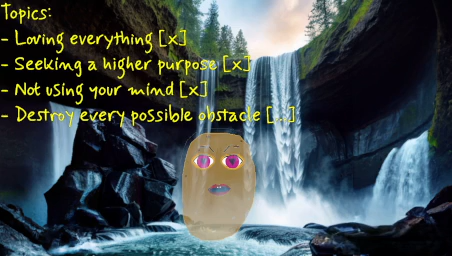 Topics:
- Loving everything [x]
- Seeking a higher purpose [x]
- Not using your mind [x]
- Destroy every possible obstacle [...]